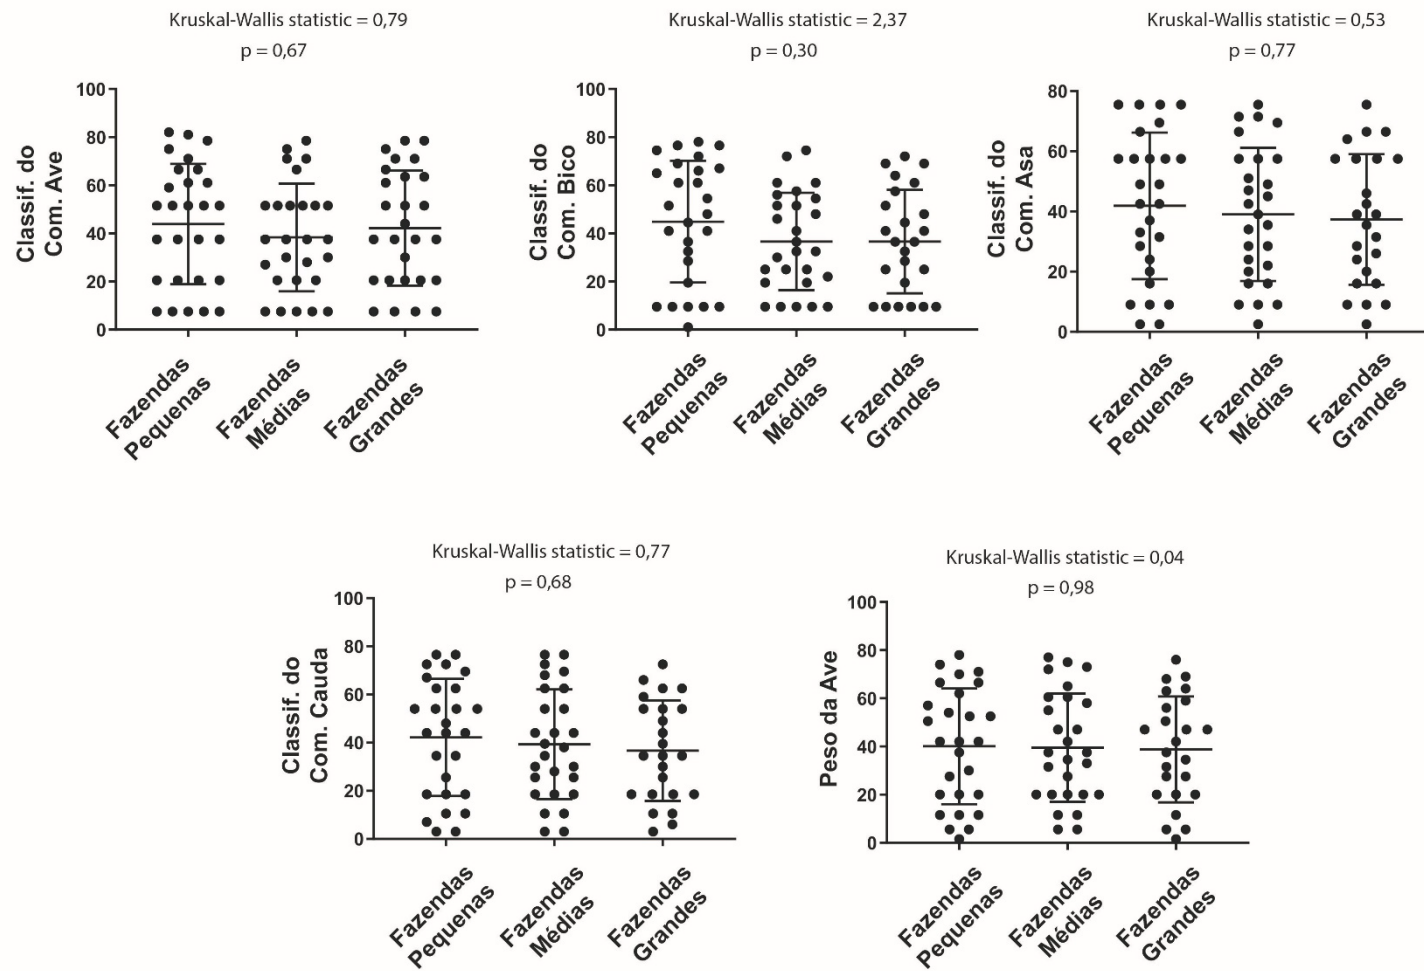 Kruskal-Wallis statistic = 0,79
p = 0,67
Classif. do
Com. Ave
100
80
60
40
20
0
Fazendas
Pequenas
Fazendas
Médias
Fazendas
Grandes
Kruskal-Wallis statistic = 2,37
p = 0,30
Classif. do
Com. Bico
100
80
60
40
20
0
Fazendas
Pequenas
Fazendas
Médias
Fazendas
Grandes
Kruskal-Wallis statistic = 0,53
p = 0,77
Classif. do
Com. Asa
80
60
40
20
0
Fazendas
Pequenas
Fazendas
Médias
Fazendas
Grandes
Kruskal-Wallis statistic = 0,77
p = 0,68
Classif. do
Com. Cauda
100
80
60
40
20
0
Fazendas
Pequenas
Fazendas
Médias
Fazendas
Grandes
Kruskal-Wallis statistic = 0,04
p = 0,98
Peso da Ave
100
80
60
40
20
0
Fazendas
Pequenas
Fazendas
Médias
Fazendas
Grandes